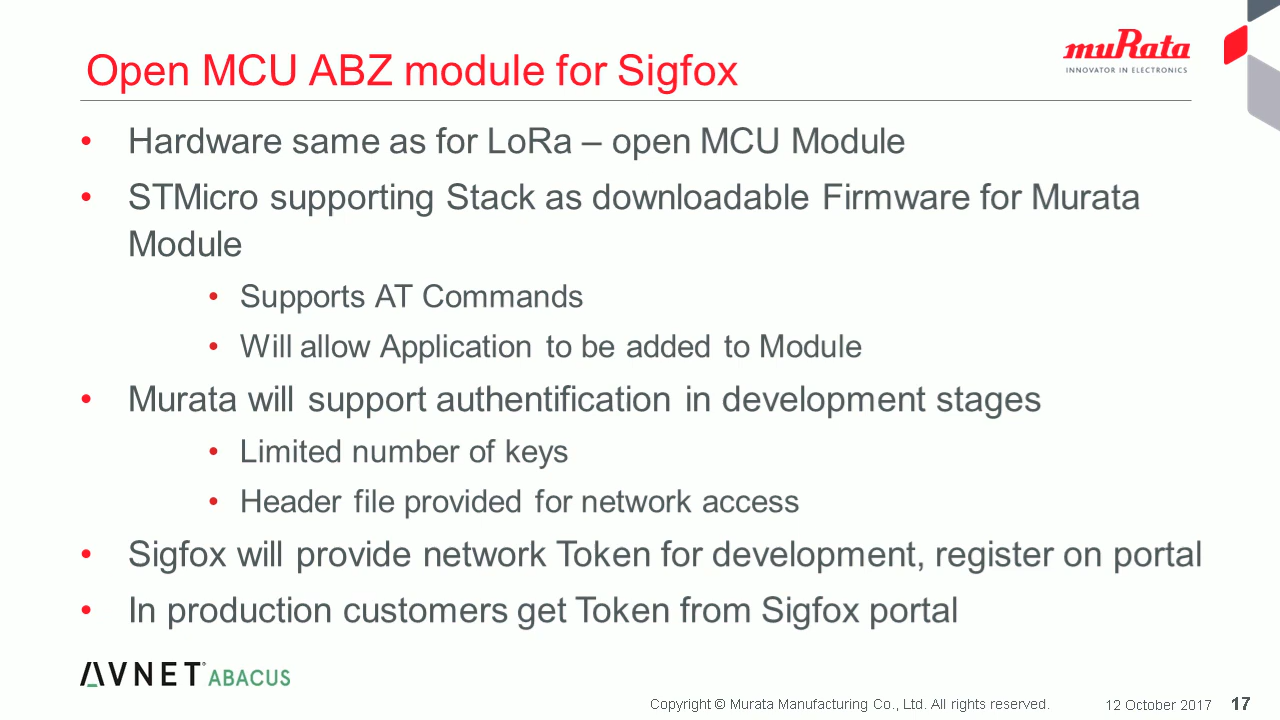 Open MCU ABZ module for Sigfox
muRata
INNOVATOR IN ELECTRONICS
• Hardware same as for LoRa – open MCU Module
• STMicro supporting Stack as downloadable Firmware for Murata
Module
• Supports AT Commands
• Will allow Application to be added to Module
• Murata will support authentification in development stages
• Limited number of keys
• Header file provided for network access
• Sigfox will provide network Token for development, register on portal
• In production customers get Token from Sigfox portal
AVNET ABACUS
Copyright © Murata Manufacturing Co., Ltd. All rights reserved. 12 October 2017 17